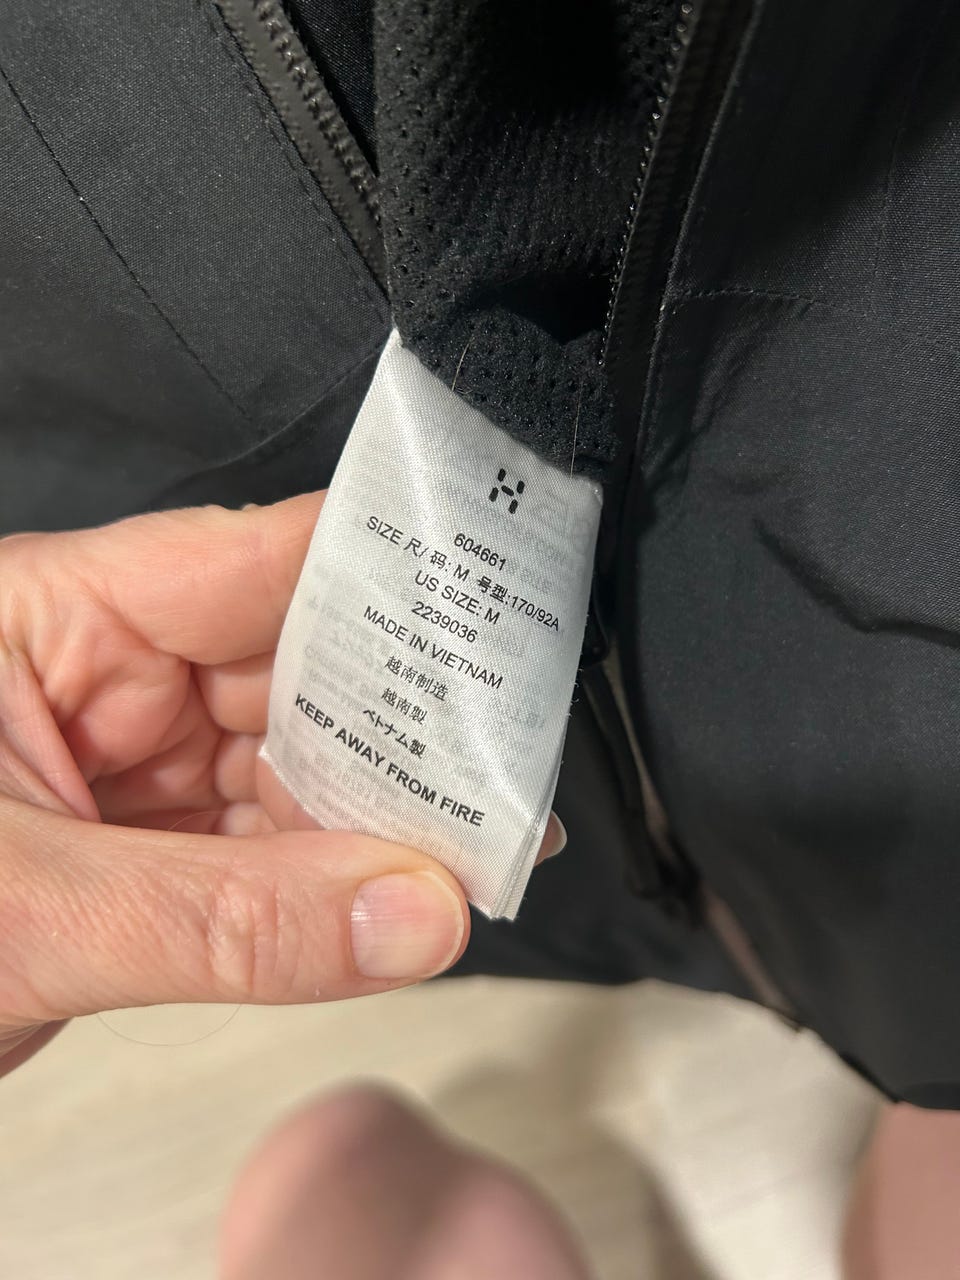 604661
SIZE 尺/ 码: M 号型:170/92A
US SIZE: M
2239036
MADE IN VIETNAM
越南制造
越南製
ベトナム製
KEEP AWAY FROM FIRE